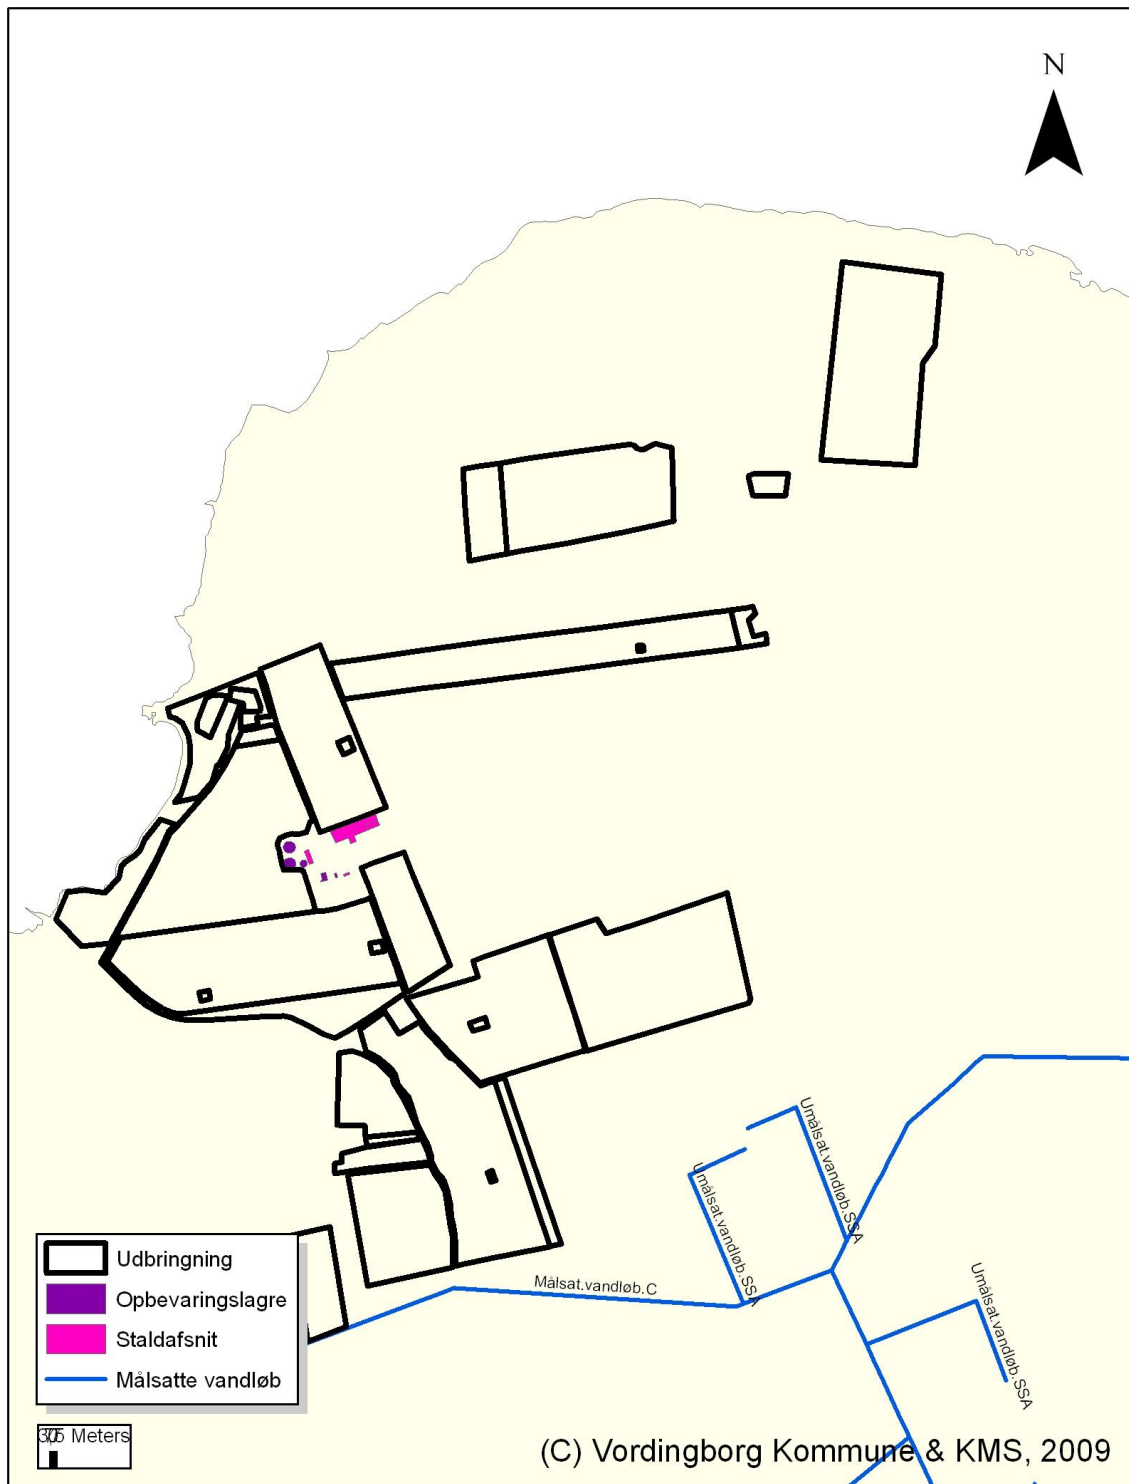 N
Umålsat.vandløb.SSA
Umålsat.vandløb.SSA
Målsat.vandløb.C
Umålsat.vandløb.SSA
Udbringning
Opbevaringslagre
Staldafsnit
Målsatte vandløb
Meters
(C) Vordingborg Kommune & KMS, 2009